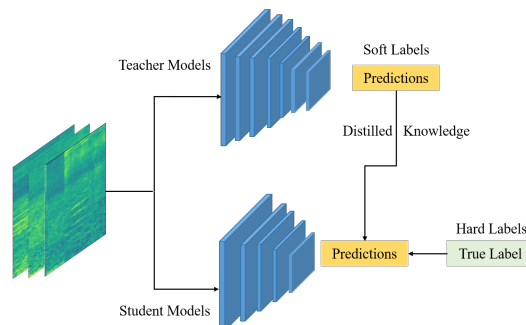 Soft Labels
Teacher Models
Predictions
Distilled Knowledge
Hard Labels
Predictions
True Label
Student Models